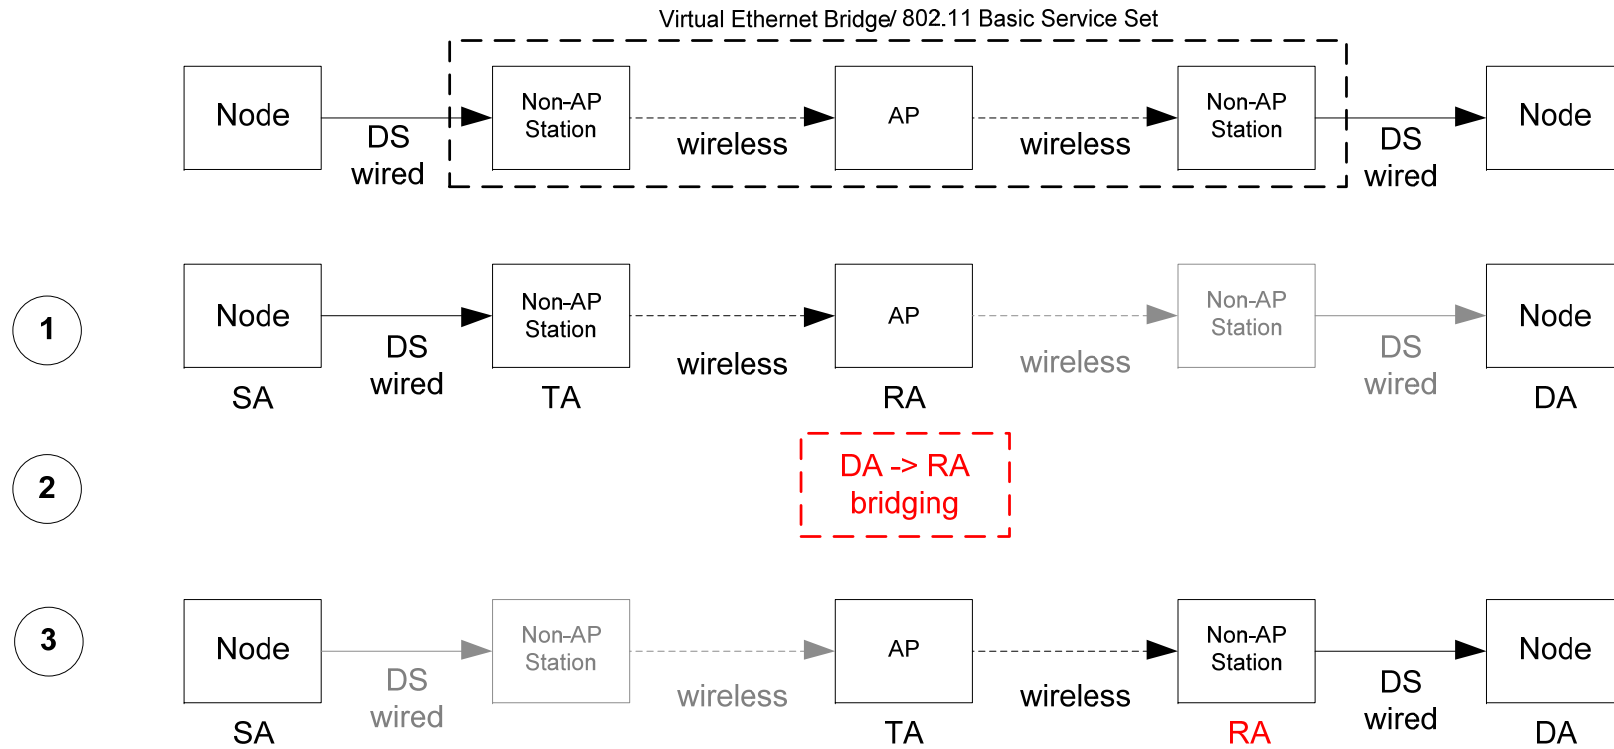 Virtual Ethernet Bridge/ 802.11 Basic Service Set
Node
DS
wired
Non-AP
Station
wireless
AP
wireless
Non-AP
Station
DS
wired
Node
1
Node
SA
DS
wired
Non-AP
Station
TA
wireless
AP
RA
wireless
Non-AP
Station
DS
wired
Node
DA
2
DA -> RA
bridging
3
Node
SA
DS
wired
Non-AP
Station
wireless
AP
TA
wireless
Non-AP
Station
RA
DS
wired
Node
DA